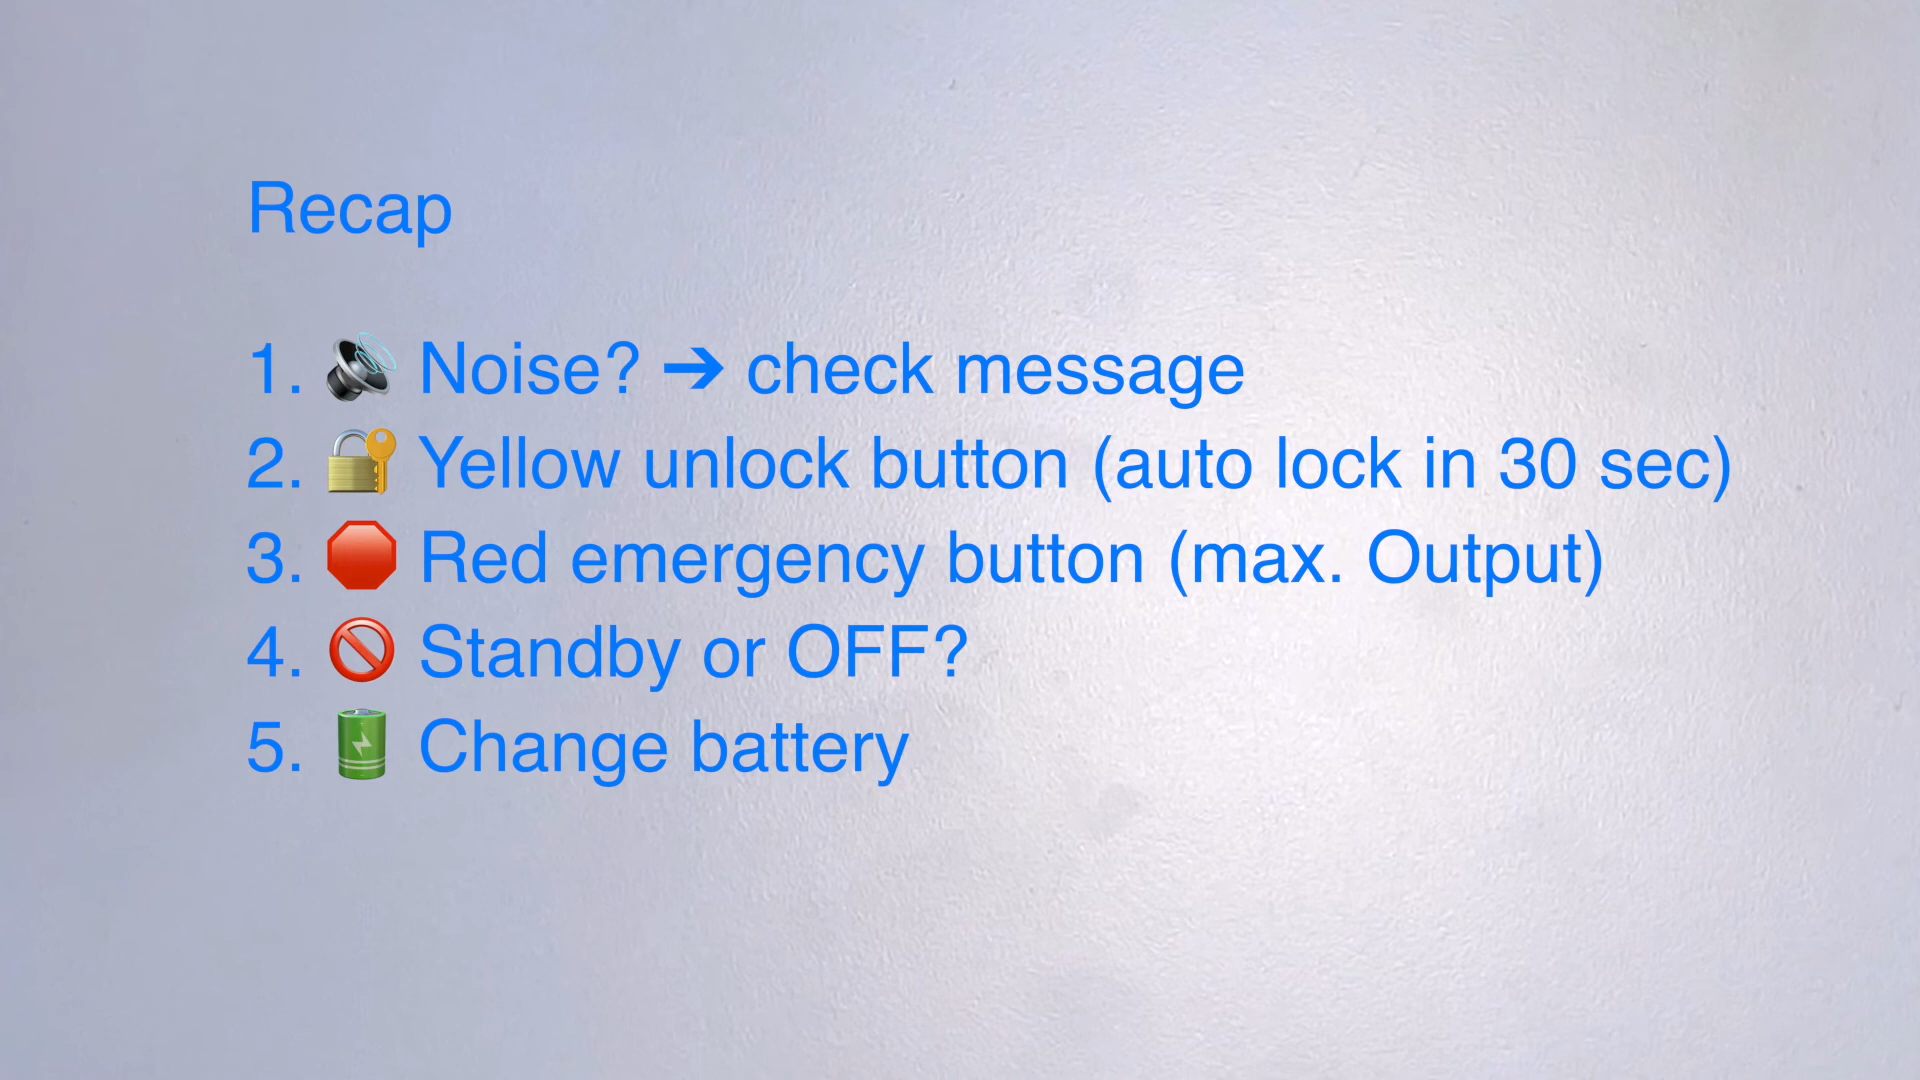 Recap
1. 🔊 Noise? ➔ check message
2. 🔐 Yellow unlock button (auto lock in 30 sec)
3. 🛑 Red emergency button (max. Output)
4. 🚫 Standby or OFF?
5. 🔋 Change battery